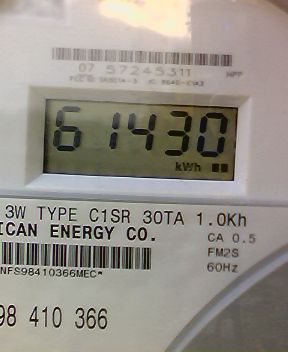 07 57245311 HPP
61430
kWh
3W TYPE C1SR 30TA 1.0Kh
ICAN ENERGY CO. CA 0.5
FM2S
NFS98410366MEC* 60Hz
98 410 366